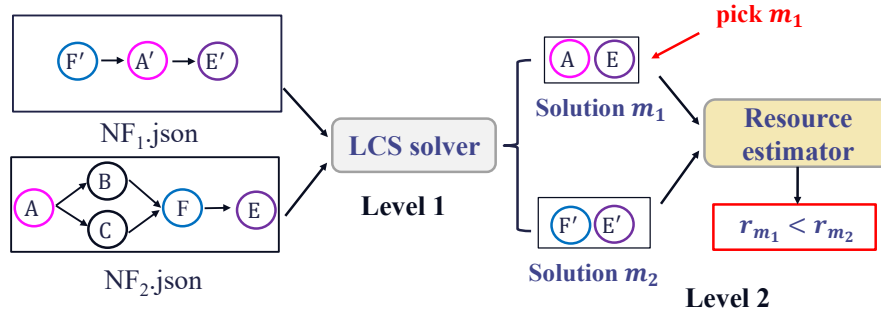 pick m₁
F′
A′
E′
NF₁.json
A
B
C
F
E
NF₂.json
LCS solver
Level 1
A
E
Solution m₁
F′
E′
Solution m₂
Resource
estimator
r_{m₁} < r_{m₂}
Level 2